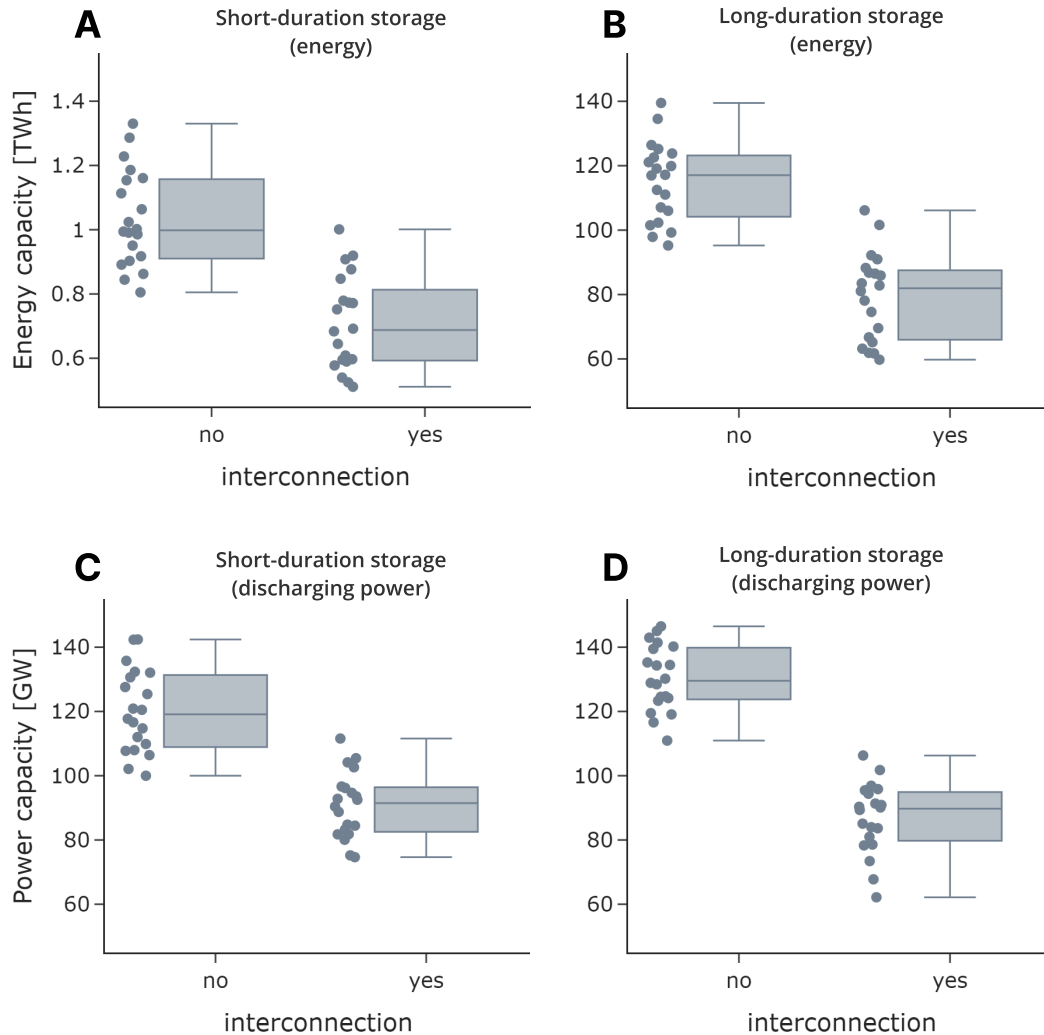 A
Short-duration storage
(energy)
Energy capacity [TWh]
1.4
1.2
1
0.8
0.6
no
yes
interconnection
B
Long-duration storage
(energy)
140
120
100
80
60
no
yes
interconnection
C
Short-duration storage
(discharging power)
Power capacity [GW]
140
120
100
80
60
no
yes
interconnection
D
Long-duration storage
(discharging power)
140
120
100
80
60
no
yes
interconnection